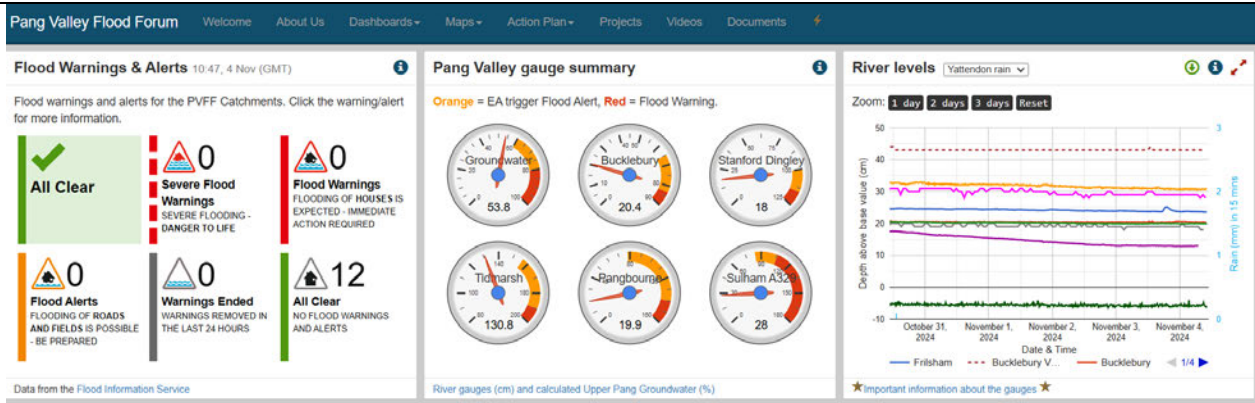 Pang Valley Flood Forum Welcome About Us Dashboards Maps Action Plan Projects Videos Documents
Flood Warnings & Alerts 10:47, 4 Nov (GMT)
Flood warnings and alerts for the PVFF Catchments. Click the warning/alert
for more information.
All Clear
0
Severe Flood
Warnings
SEVERE FLOODING -
DANGER TO LIFE
0
Flood Warnings
FLOODING OF HOUSES IS
EXPECTED - IMMEDIATE
ACTION REQUIRED
0
Flood Alerts
FLOODING OF ROADS
AND FIELDS IS POSSIBLE
- BE PREPARED
0
Warnings Ended
WARNINGS REMOVED IN
THE LAST 24 HOURS
12
All Clear
NO FLOOD WARNINGS
AND ALERTS
Data from the Flood Information Service
Pang Valley gauge summary
Orange = EA trigger Flood Alert, Red = Flood Warning.
Groundwater
53.8
Bucklebury
20.4
Stanford Dingley
18
Tidmarsh
130.8
Pangbourne
19.9
Sulham A329
28
River gauges (cm) and calculated Upper Pang Groundwater (%)
River levels Yattendon rain
Zoom: 1 day 2 days 3 days Reset
Depth above base value (cm)
50
40
30
20
10
0
-10
3
2
1
0
Rain (mm) in 15 mins
October 31, 2024
November 1, 2024
November 2, 2024
November 3, 2024
November 4, 2024
Date & Time
Frilsham Bucklebury V... Bucklebury 1/4
Important information about the gauges